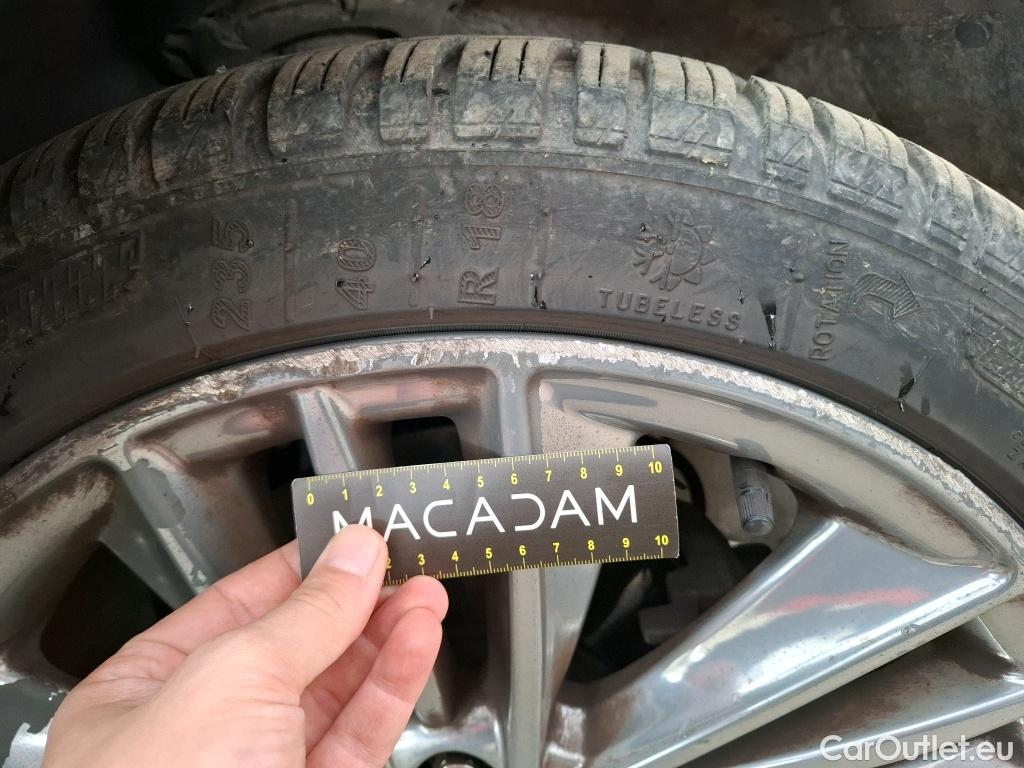 235
40
R 18
TUBELESS
ROTATION
0 1 2 3 4 5 6 7 8 9 10
MACADAM
2 3 4 5 6 7 8 9 10
CarOutlet.eu